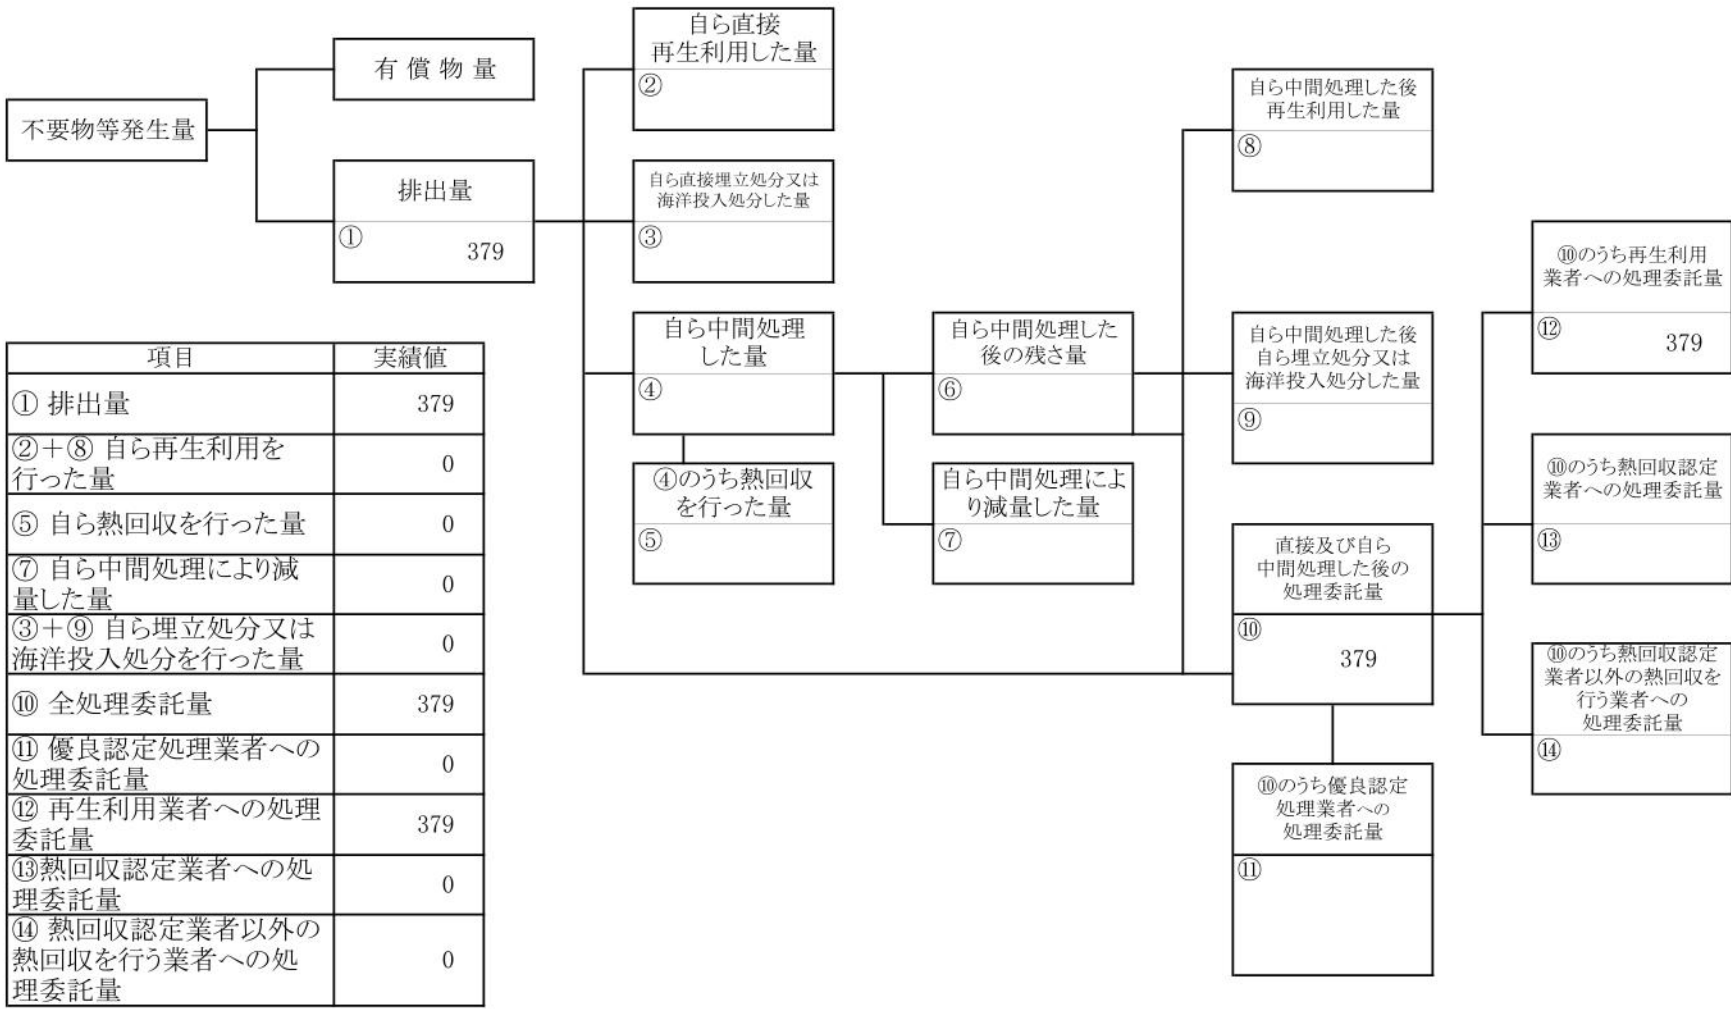 不要物等発生量
有 償 物 量
排出量
①
379
自ら直接
再生利用した量
②
自ら直接埋立処分又は
海洋投入処分した量
③
自ら中間処理
した量
④
④のうち熱回収
を行った量
⑤
自ら中間処理した
後の残さ量
⑥
自ら中間処理によ
り減量した量
⑦
自ら中間処理した後
再生利用した量
⑧
自ら中間処理した後
自ら埋立処分又は
海洋投入処分した量
⑨
直接及び自ら
中間処理した後の
処理委託量
⑩
379
⑩のうち優良認定
処理業者への
処理委託量
⑪
⑩のうち再生利用
業者への処理委託量
⑫
379
⑩のうち熱回収認定
業者への処理委託量
⑬
⑩のうち熱回収認定
業者以外の熱回収を
行う業者への
処理委託量
⑭
項目 実績値
① 排出量 379
②+⑧ 自ら再生利用を
行った量 0
⑤ 自ら熱回収を行った量 0
⑦ 自ら中間処理により減
量した量 0
③+⑨ 自ら埋立処分又は
海洋投入処分を行った量 0
⑩ 全処理委託量 379
⑪ 優良認定処理業者への
処理委託量 0
⑫ 再生利用業者への処理
委託量 379
⑬熱回収認定業者への処
理委託量 0
⑭ 熱回収認定業者以外の
熱回収を行う業者への処
理委託量 0